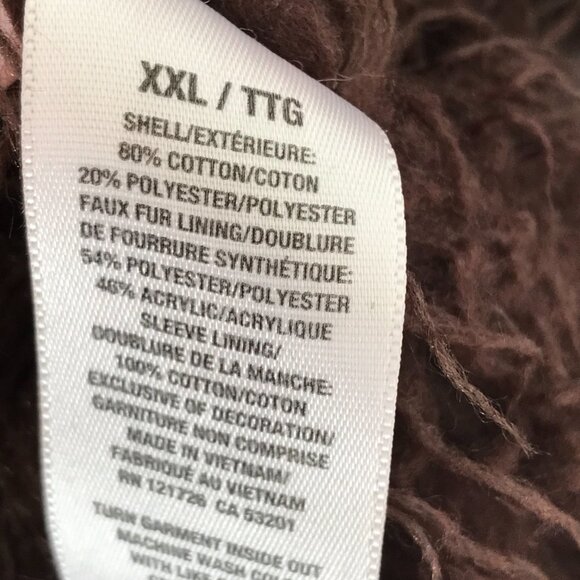 XXL / TTG
SHELL/EXTÉRIEURE:
80% COTTON/COTON
20% POLYESTER/POLYESTER
FAUX FUR LINING/DOUBLURE
DE FOURRURE SYNTHÉTIQUE:
54% POLYESTER/POLYESTER
46% ACRYLIC/ACRYLIQUE
SLEEVE LINING/
DOUBLURE DE LA MANCHE:
100% COTTON/COTON
EXCLUSIVE OF DECORATION/
GARNITURE NON COMPRISE
MADE IN VIETNAM/
FABRIQUÉ AU VIETNAM
RN 121726 CA 53201
TURN GARMENT INSIDE OUT
MACHINE WASH
WITH LIKE